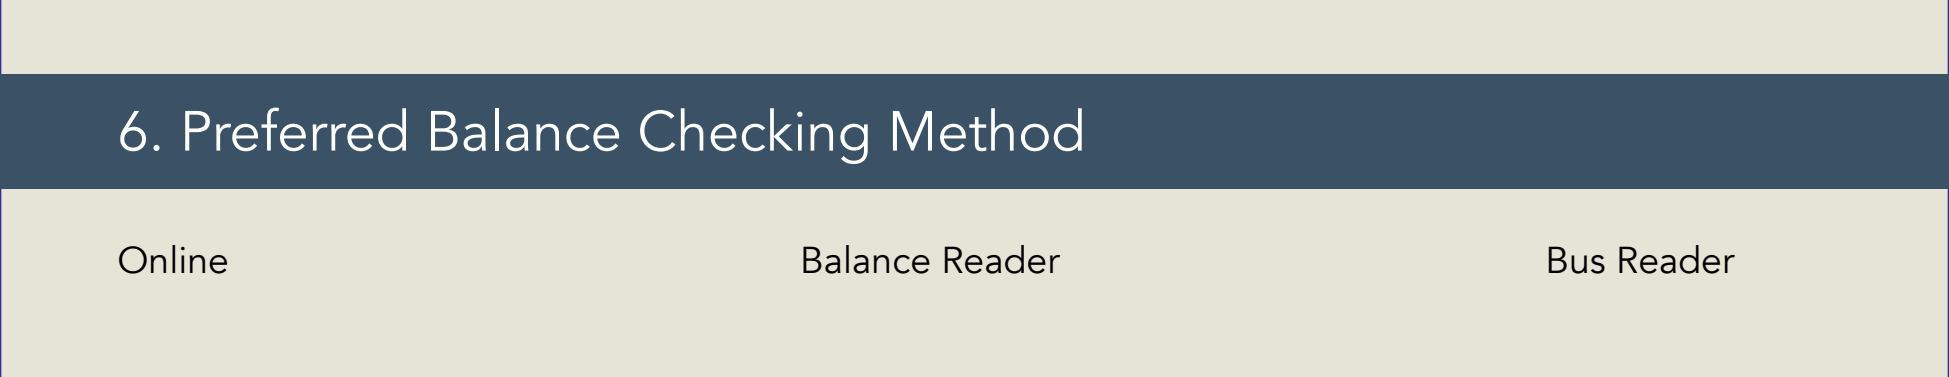 6. Preferred Balance Checking Method
Online Balance Reader Bus Reader